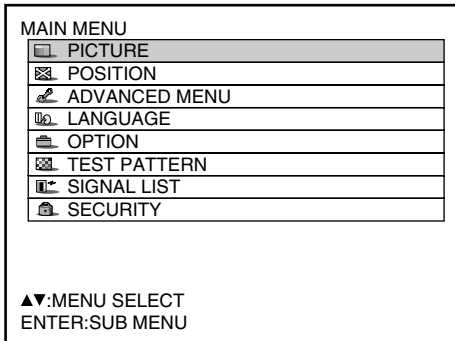 MAIN MENU
PICTURE
POSITION
ADVANCED MENU
LANGUAGE
OPTION
TEST PATTERN
SIGNAL LIST
SECURITY
▲▼:MENU SELECT
ENTER:SUB MENU